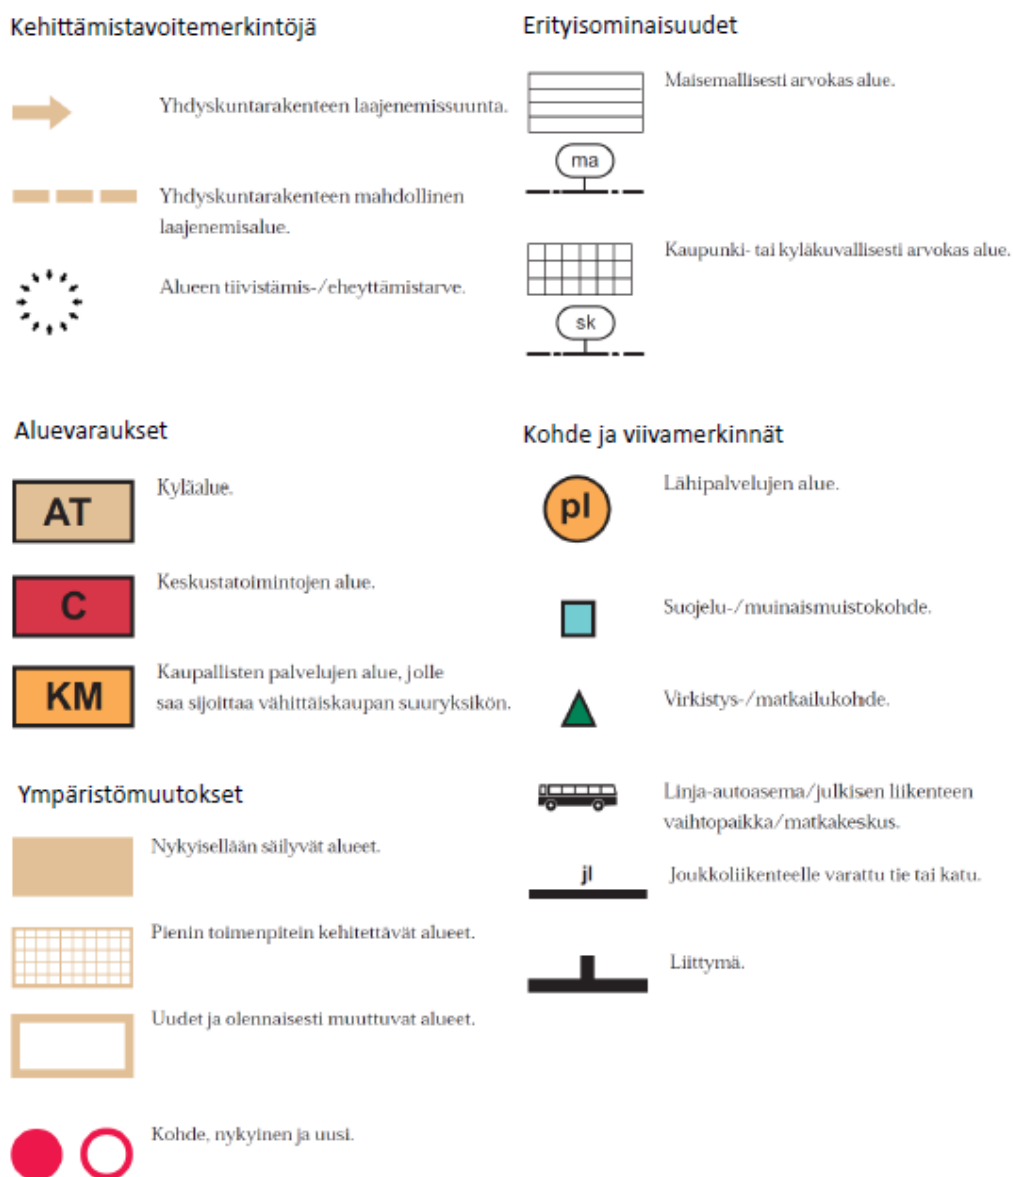 Kehittämistavoitemerkintöjä
Yhdyskuntarakenteen laajenemissuunta.
Yhdyskuntarakenteen mahdollinen
laajenemisalue.
Alueen tiivistämis-/eheyttämistarve.
Erityisominaisuudet
Maisemallisesti arvokas alue.
ma
Kaupunki- tai kyläkuvallisesti arvokas alue.
sk
Aluevaraukset
AT
Kyläalue.
C
Keskustatoimintojen alue.
KM
Kaupallisten palvelujen alue, jolle
saa sijoittaa vähittäiskaupan suuryksikön.
Ympäristömuutokset
Nykyisellään säilyvät alueet.
Pienin toimenpitein kehitettävät alueet.
Uudet ja olennaisesti muuttuvat alueet.
Kohde, nykyinen ja uusi.
Kohde ja viivamerkinnät
pl
Lähipalvelujen alue.
Suojelu-/muinaismuistokohde.
Virkistys-/matkailukohde.
Linja-autoasema/julkisen liikenteen
vaihtopaikka/matkakeskus.
jl
Joukkoliikenteelle varattu tie tai katu.
Liittymä.